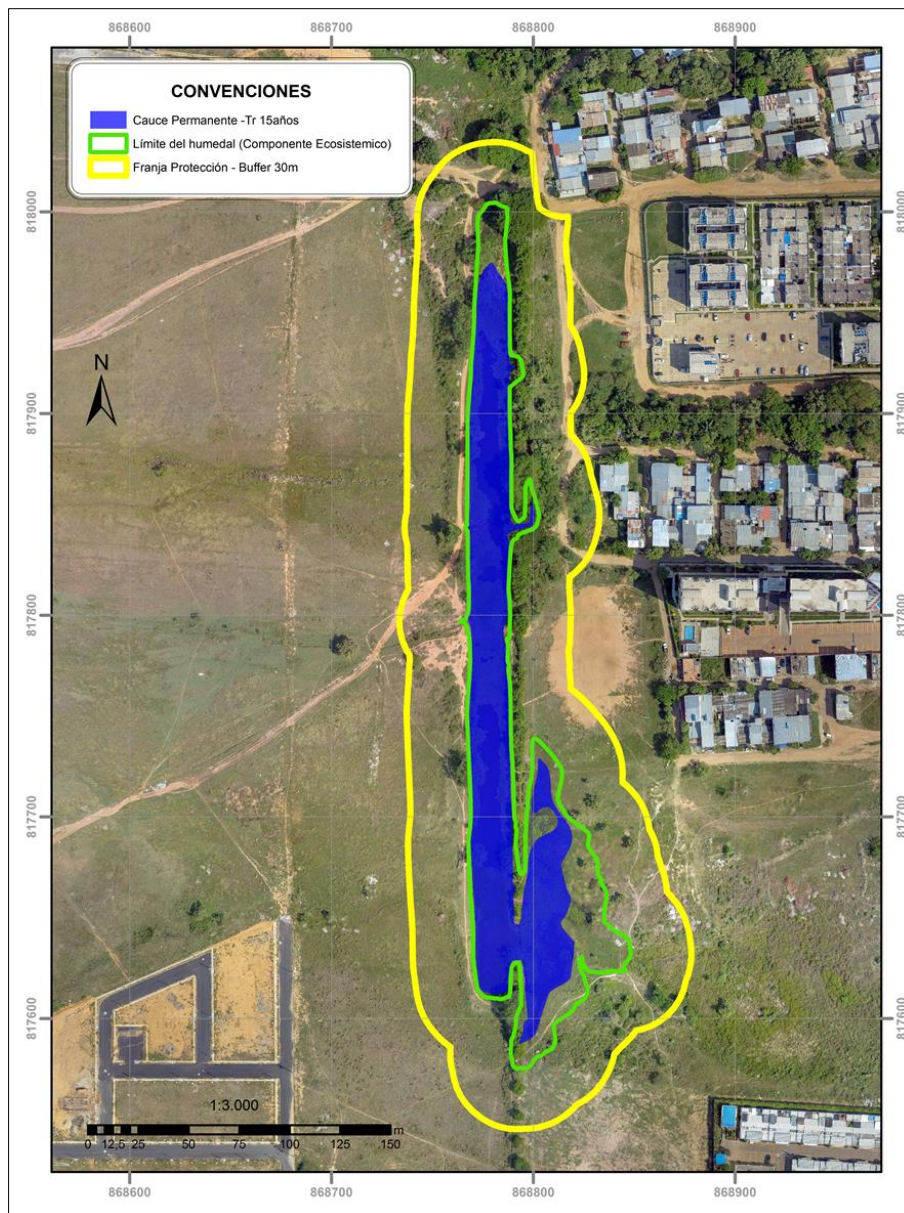 868600 868700 868800 868900
CONVENCIONES
Cauce Permanente -Tr 15años
Límite del humedal (Componente Ecosistemico)
Franja Protección - Buffer 30m
818000 818000
N
817900 817900
817800 817800
817700 817700
817600 817600
1:3.000
m
0 12,5 25 50 75 100 125 150
868600 868700 868800 868900